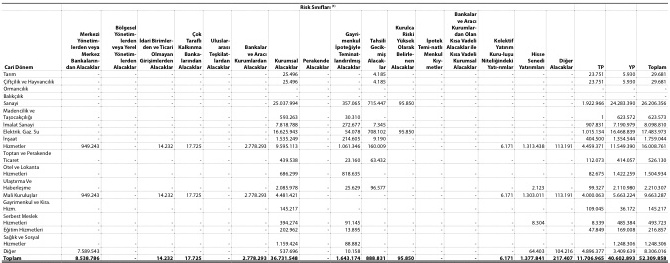 Risk Sınıfları (*)
Cari Dönem
Merkezi Yönetimlerden veya Merkez Bankalarından Alacaklar
Bölgesel Yönetimlerden veya Yerel Yönetimlerden Alacaklar
İdari Birimlerden ve Ticari Olmayan Girişimlerden Alacaklar
Çok Taraflı Kalkınma Bankalarından Alacaklar
Uluslararası Teşkilatlardan Alacaklar
Bankalar ve Aracı Kurumlardan Alacaklar
Kurumsal Alacaklar
Perakende Alacaklar
Gayrimenkul İpoteğiyle Teminatlandırılmış Alacaklar
Tahsili Gecikmiş Alacaklar
Kurulca Riski Yüksek Olarak Belirlenen Alacaklar
İpotek Teminatlı Menkul Kıymetler
Bankalar ve Aracı Kurumlardan Olan Kısa Vadeli Alacaklar ile Kısa Vadeli Kurumsal Alacaklar
Kolektif Yatırım Kuruluşu Niteliğindeki Yatırımlar
Hisse Senedi Yatırımları
Diğer Alacaklar
TP
YP
Toplam
Tarım - - - - - - 25.496 - - 4.185 - - - - - - 23.751 5.930 29.681
Çiftçilik ve Hayvancılık - - - - - - 25.496 - - 4.185 - - - - - - 23.751 5.930 29.681
Ormancılık - - - - - - - - - - - - - - - - - - -
Balıkçılık - - - - - - - - - - - - - - - - - - -
Sanayi - - - - - - 25.037.994 - 357.065 715.447 95.850 - - - - - 1.922.966 24.283.390 26.206.356
Madencilik ve Taşocakçılığı - - - - - - 593.263 - 30.310 - - - - - - - 1 623.572 623.573
İmalat Sanayi - - - - - - 7.818.788 - 272.677 7.345 - - - - - - 907.831 7.190.979 8.098.810
Elektrik, Gaz, Su - - - - - - 16.625.943 - 54.078 708.102 95.850 - - - - - 1.015.134 16.468.839 17.483.973
İnşaat - - - - - - 1.535.249 - 214.605 9.190 - - - - - - 404.500 1.354.544 1.759.044
Hizmetler 949.243 - 14.232 17.725 - 2.778.293 9.595.113 - 1.061.346 160.009 - - - 6.171 1.313.438 113.191 4.459.371 11.549.390 16.008.761
Toptan ve Perakende Ticaret - - - - - - 439.538 - 23.160 63.432 - - - - - - 112.073 414.057 526.130
Otel ve Lokanta Hizmetleri - - - - - - 686.299 - 818.635 - - - - - - - 82.675 1.422.259 1.504.934
Ulaştırma Ve Haberleşme - - - - - - 2.085.978 - 25.629 96.577 - - - - 2.123 - 99.327 2.110.980 2.210.307
Mali Kuruluşlar 949.243 - 14.232 17.725 - 2.778.293 4.481.421 - - - - - - 6.171 1.303.011 113.191 4.000.063 5.663.224 9.663.287
Gayrimenkul ve Kira. Hizm. - - - - - - 145.217 - - - - - - - - - 109.045 36.172 145.217
Serbest Meslek Hizmetleri - - - - - - 394.274 - 91.145 - - - - - 8.304 - 8.339 485.384 493.723
Eğitim Hizmetleri - - - - - - 202.962 - 13.895 - - - - - - - 47.849 169.008 216.857
Sağlık ve Sosyal Hizmetler - - - - - - 1.159.424 - 88.882 - - - - - - - - 1.248.306 1.248.306
Diğer 7.589.543 - - - - - 537.696 - 10.158 - - - - - 64.403 104.216 4.896.377 3.409.639 8.306.016
Toplam 8.538.786 - 14.232 17.725 - 2.778.293 36.731.548 - 1.643.174 888.831 95.850 - - 6.171 1.377.841 217.407 11.706.965 40.602.893 52.309.858